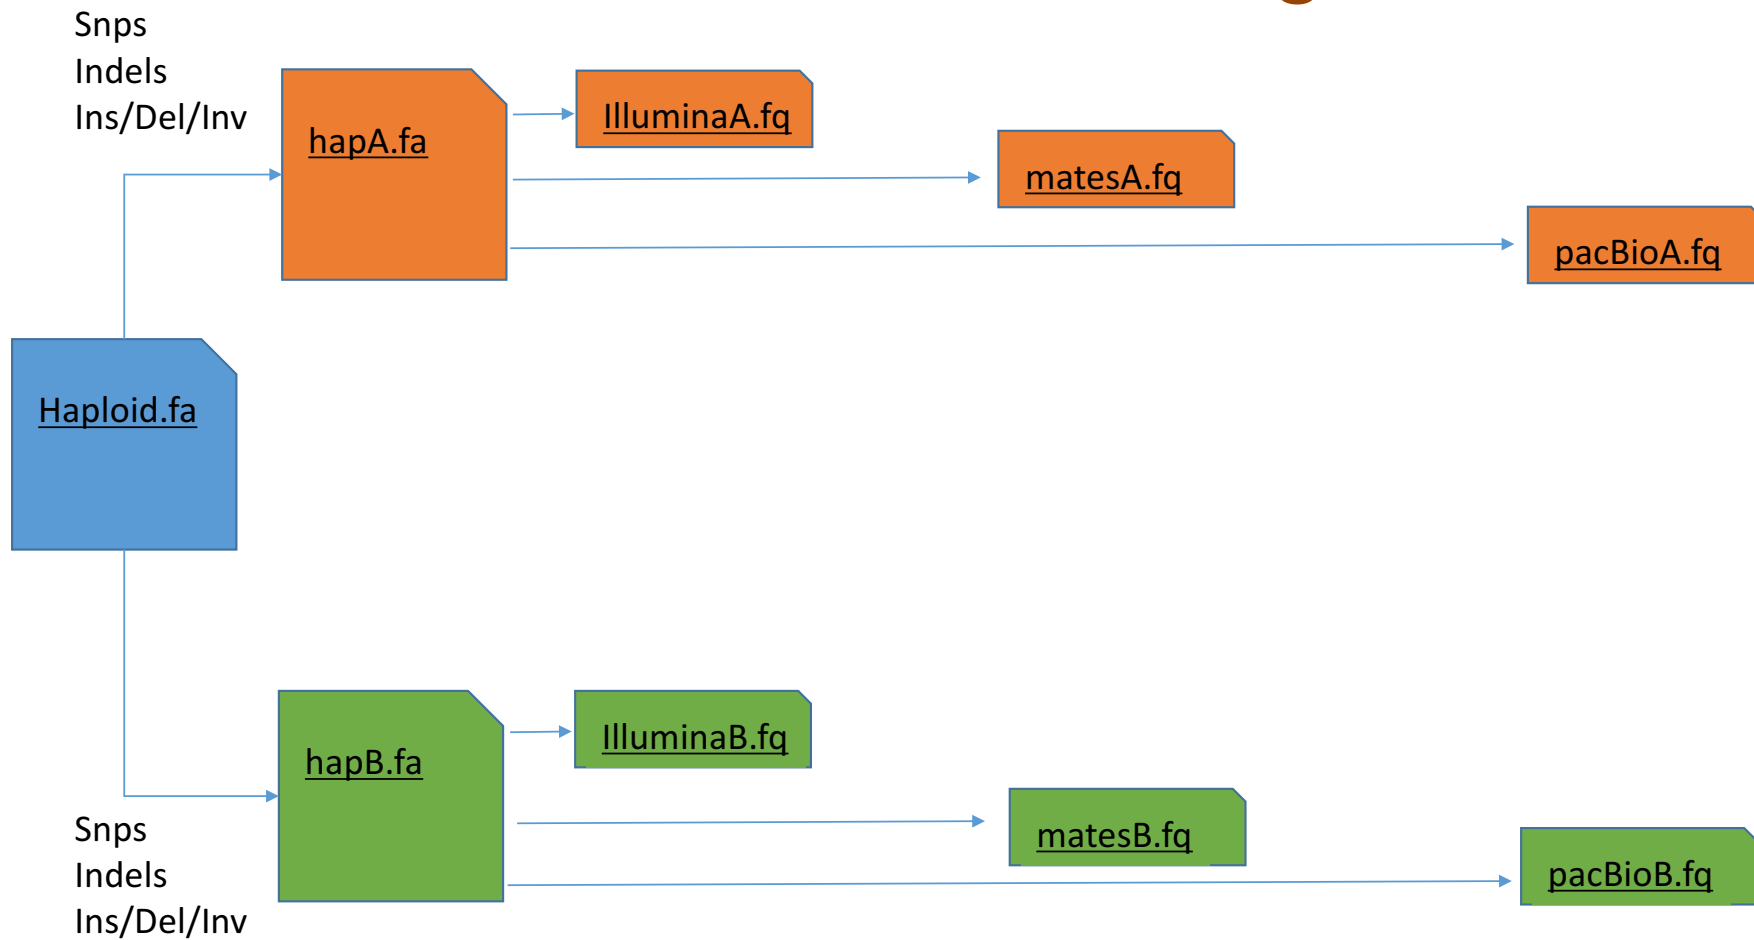 Snps
Indels
Ins/Del/Inv
hapA.fa
IlluminaA.fq
matesA.fq
pacBioA.fq
Haploid.fa
hapB.fa
IlluminaB.fq
matesB.fq
pacBioB.fq
Snps
Indels
Ins/Del/Inv